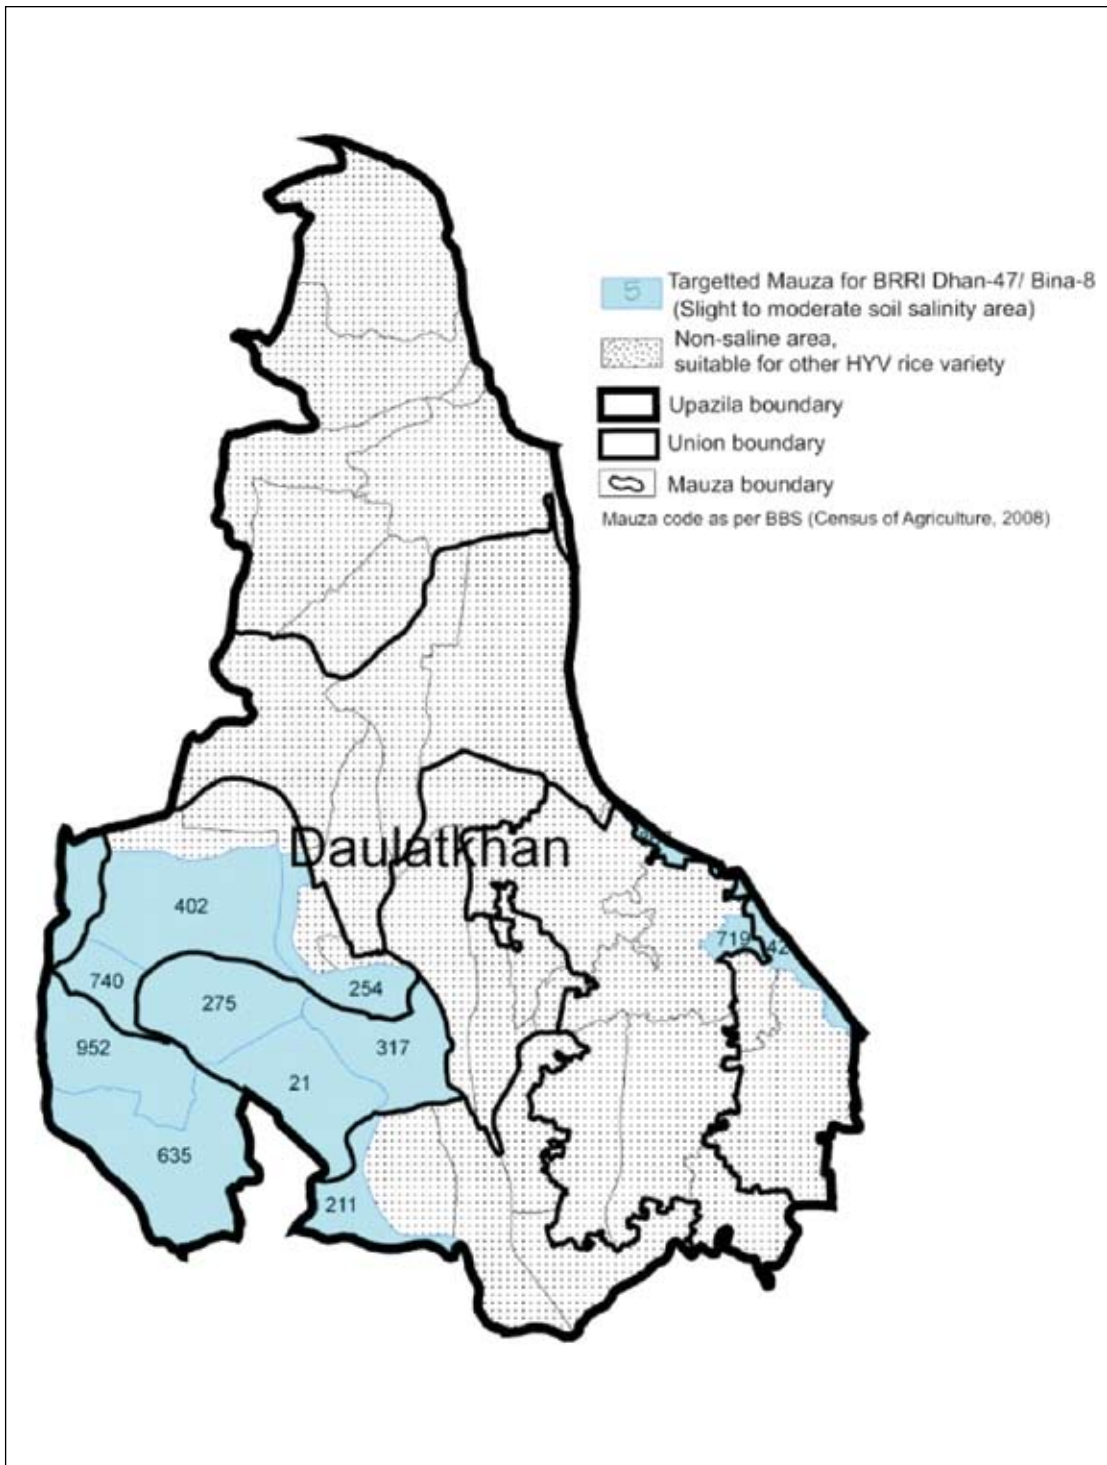 5 Targetted Mauza for BRRI Dhan-47/ Bina-8
(Slight to moderate soil salinity area)
Non-saline area,
suitable for other HYV rice variety
Upazila boundary
Union boundary
Mauza boundary
Mauza code as per BBS (Census of Agriculture, 2008)
Daulatkhan
402
719
42
740
254
275
317
952
21
635
211